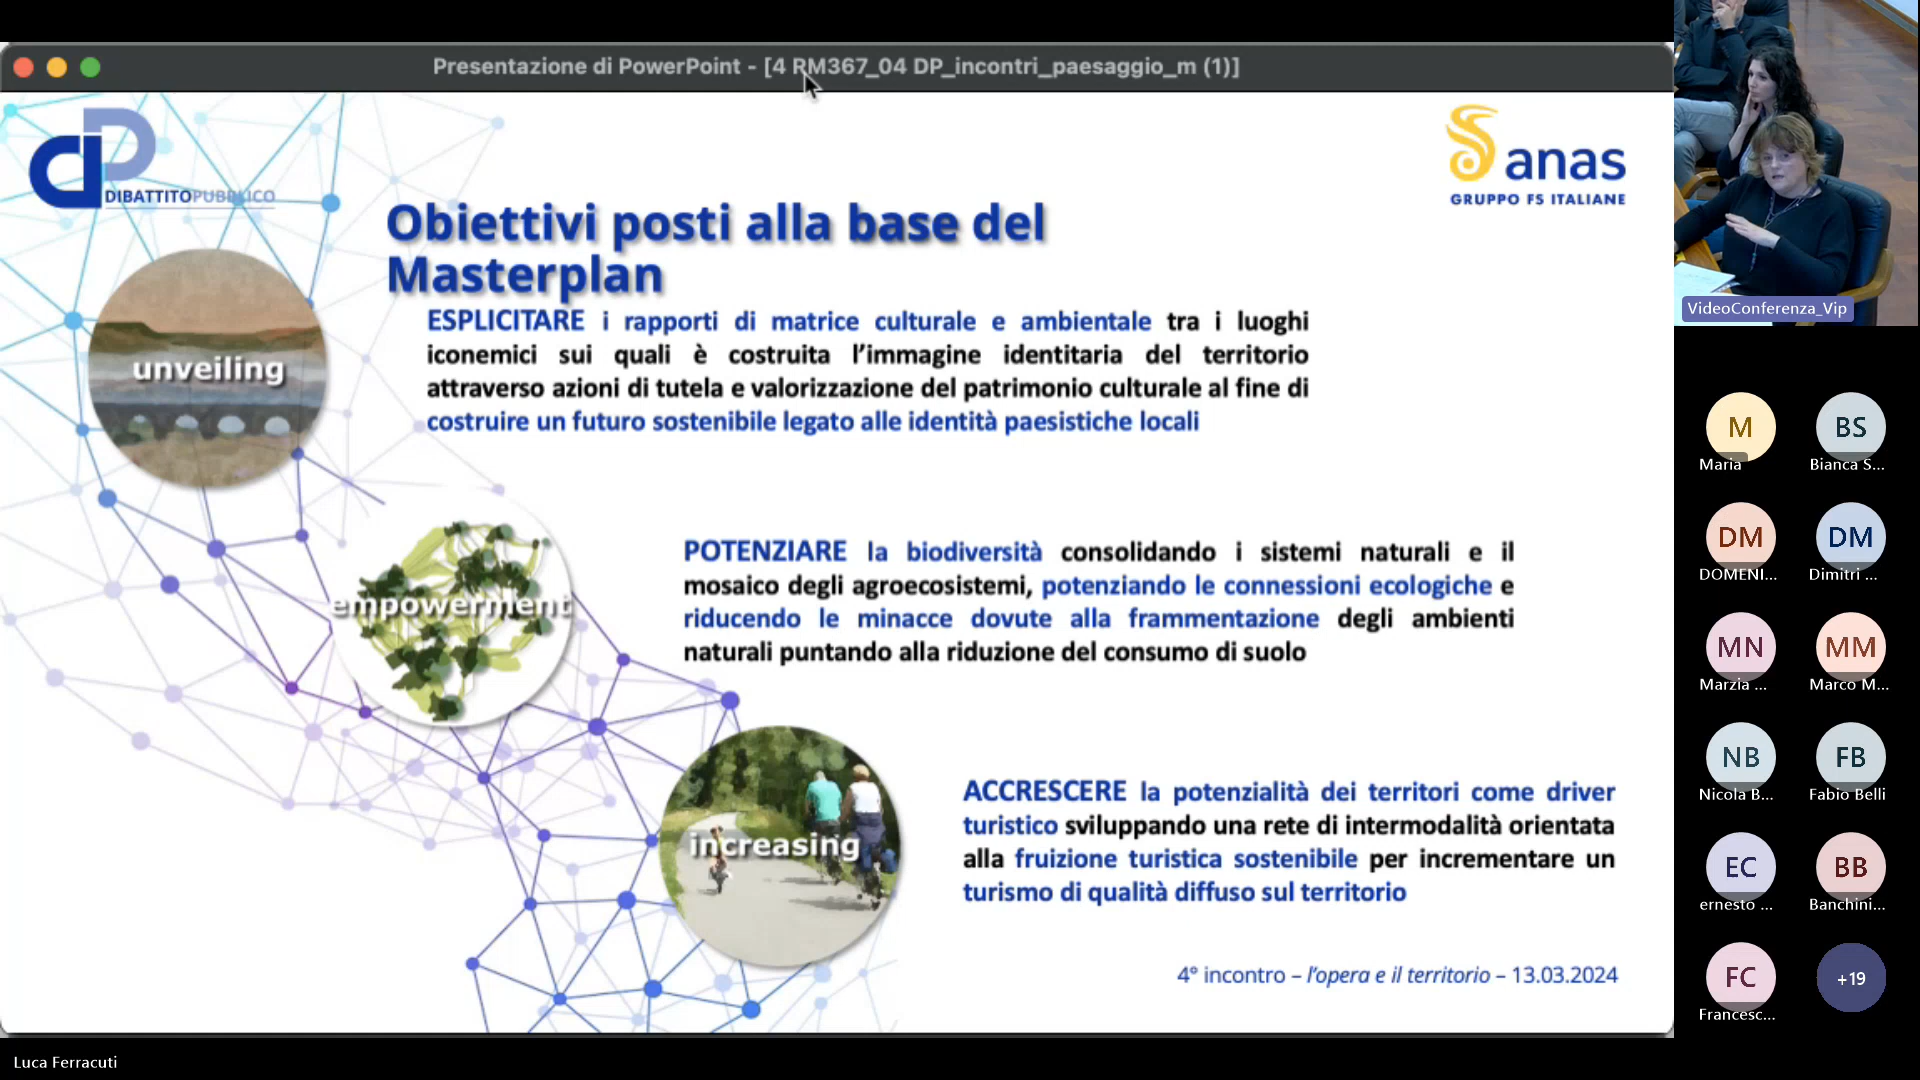 Presentazione di PowerPoint - [4 RM367_04 DP_incontri_paesaggio_m (1)]
dP
DIBATTITOPUBBLICO
anas
GRUPPO FS ITALIANE
Obiettivi posti alla base del
Masterplan
unveiling
ESPLICITARE i rapporti di matrice culturale e ambientale tra i luoghi
iconemici sui quali è costruita l'immagine identitaria del territorio
attraverso azioni di tutela e valorizzazione del patrimonio culturale al fine di
costruire un futuro sostenibile legato alle identità paesistiche locali
empowerment
POTENZIARE la biodiversità consolidando i sistemi naturali e il
mosaico degli agroecosistemi, potenziando le connessioni ecologiche e
riducendo le minacce dovute alla frammentazione degli ambienti
naturali puntando alla riduzione del consumo di suolo
increasing
ACCRESCERE la potenzialità dei territori come driver
turistico sviluppando una rete di intermodalità orientata
alla fruizione turistica sostenibile per incrementare un
turismo di qualità diffuso sul territorio
4° incontro – l'opera e il territorio – 13.03.2024
VideoConferenza_Vip
M
Maria
BS
Bianca S...
DM
DOMENI...
DM
Dimitri ...
MN
Marzia ...
MM
Marco M...
NB
Nicola B...
FB
Fabio Belli
EC
ernesto ...
BB
Banchini...
FC
Francesc...
+19
Luca Ferracuti